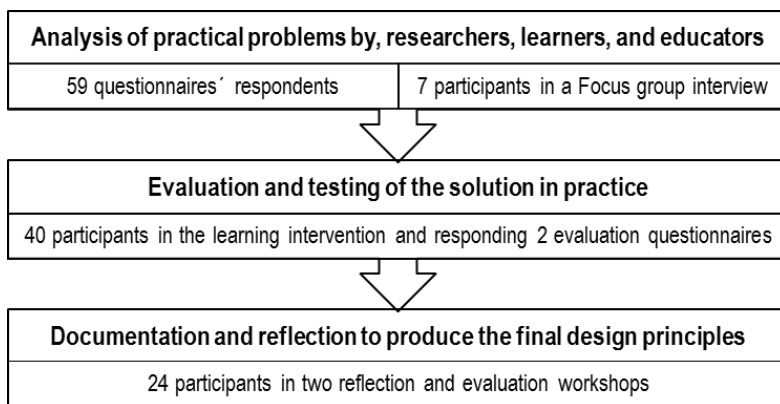 Analysis of practical problems by, researchers, learners, and educators
59 questionnaires´ respondents
7 participants in a Focus group interview
Evaluation and testing of the solution in practice
40 participants in the learning intervention and responding 2 evaluation questionnaires
Documentation and reflection to produce the final design principles
24 participants in two reflection and evaluation workshops